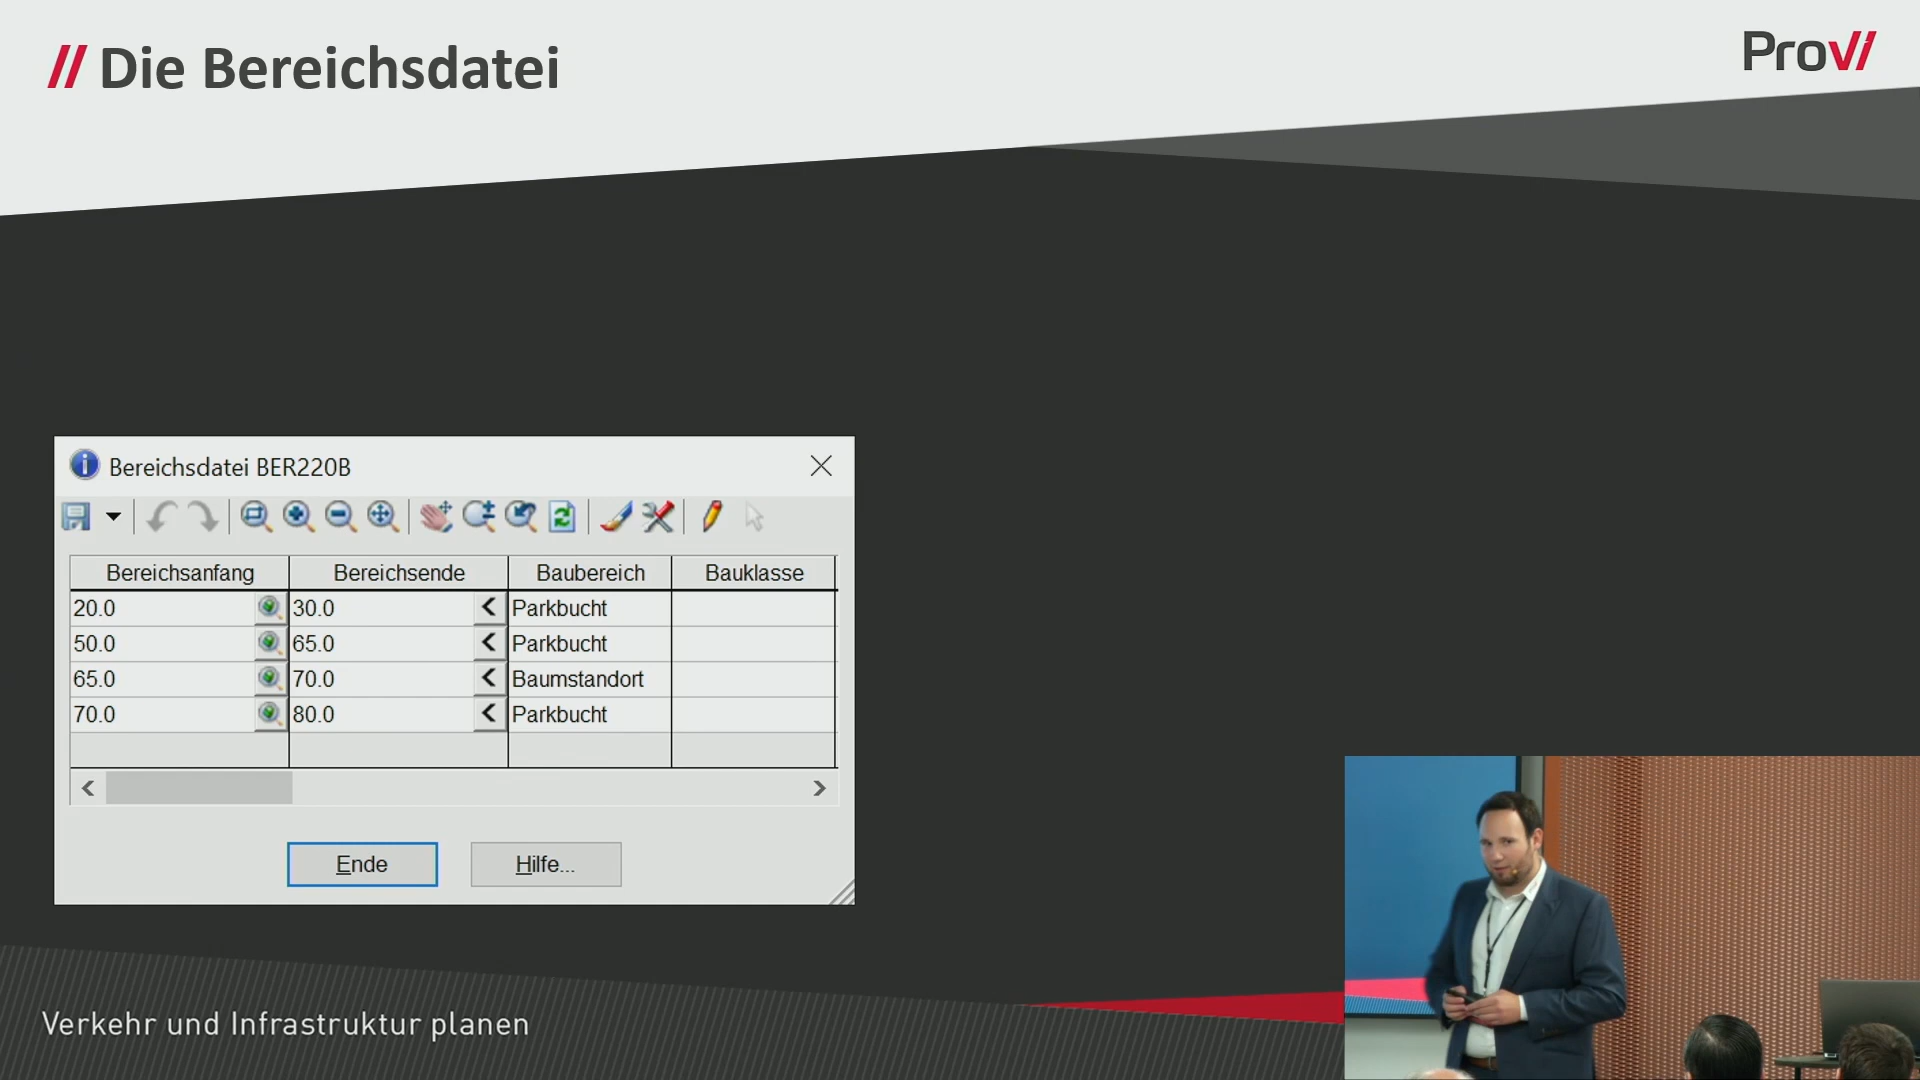 // Die Bereichsdatei
ProVI
Bereichsdatei BER220B
Bereichsanfang Bereichsende Baubereich Bauklasse
20.0 30.0 Parkbucht
50.0 65.0 Parkbucht
65.0 70.0 Baumstandort
70.0 80.0 Parkbucht
Ende Hilfe...
Verkehr und Infrastruktur planen